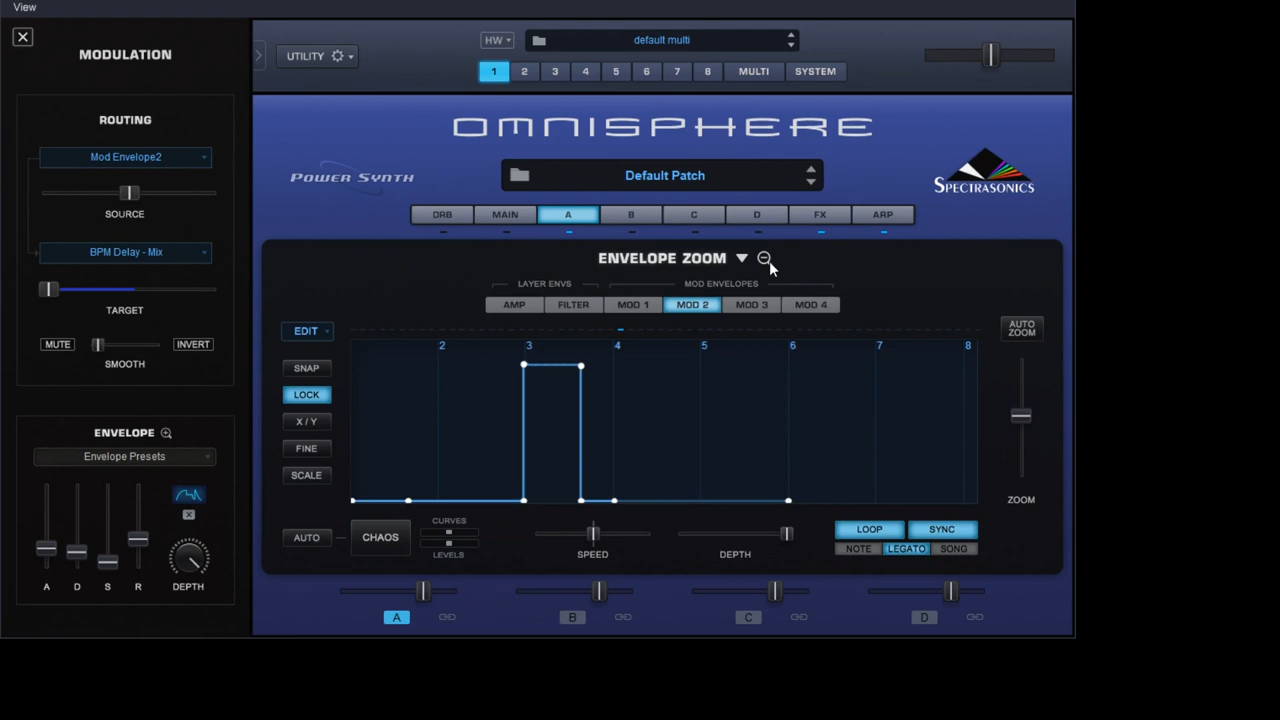 View
MODULATION
ROUTING
Mod Envelope2
SOURCE
BPM Delay - Mix
TARGET
MUTE
INVERT
SMOOTH
ENVELOPE
Envelope Presets
A D S R DEPTH
UTILITY
HW
default multi
1 2 3 4 5 6 7 8 MULTI SYSTEM
OMNISPHERE
POWER SYNTH
Default Patch
SPECTRASONICS
ORB MAIN A B C D FX ARP
ENVELOPE ZOOM
LAYER ENVS MOD ENVELOPES
AMP FILTER MOD 1 MOD 2 MOD 3 MOD 4
EDIT
AUTO
ZOOM
2 3 4 5 6 7 8
SNAP
LOCK
X / Y
FINE
SCALE
ZOOM
AUTO
CHAOS
CURVES
LEVELS
SPEED
DEPTH
LOOP SYNC
NOTE LEGATO SONG
A B C D